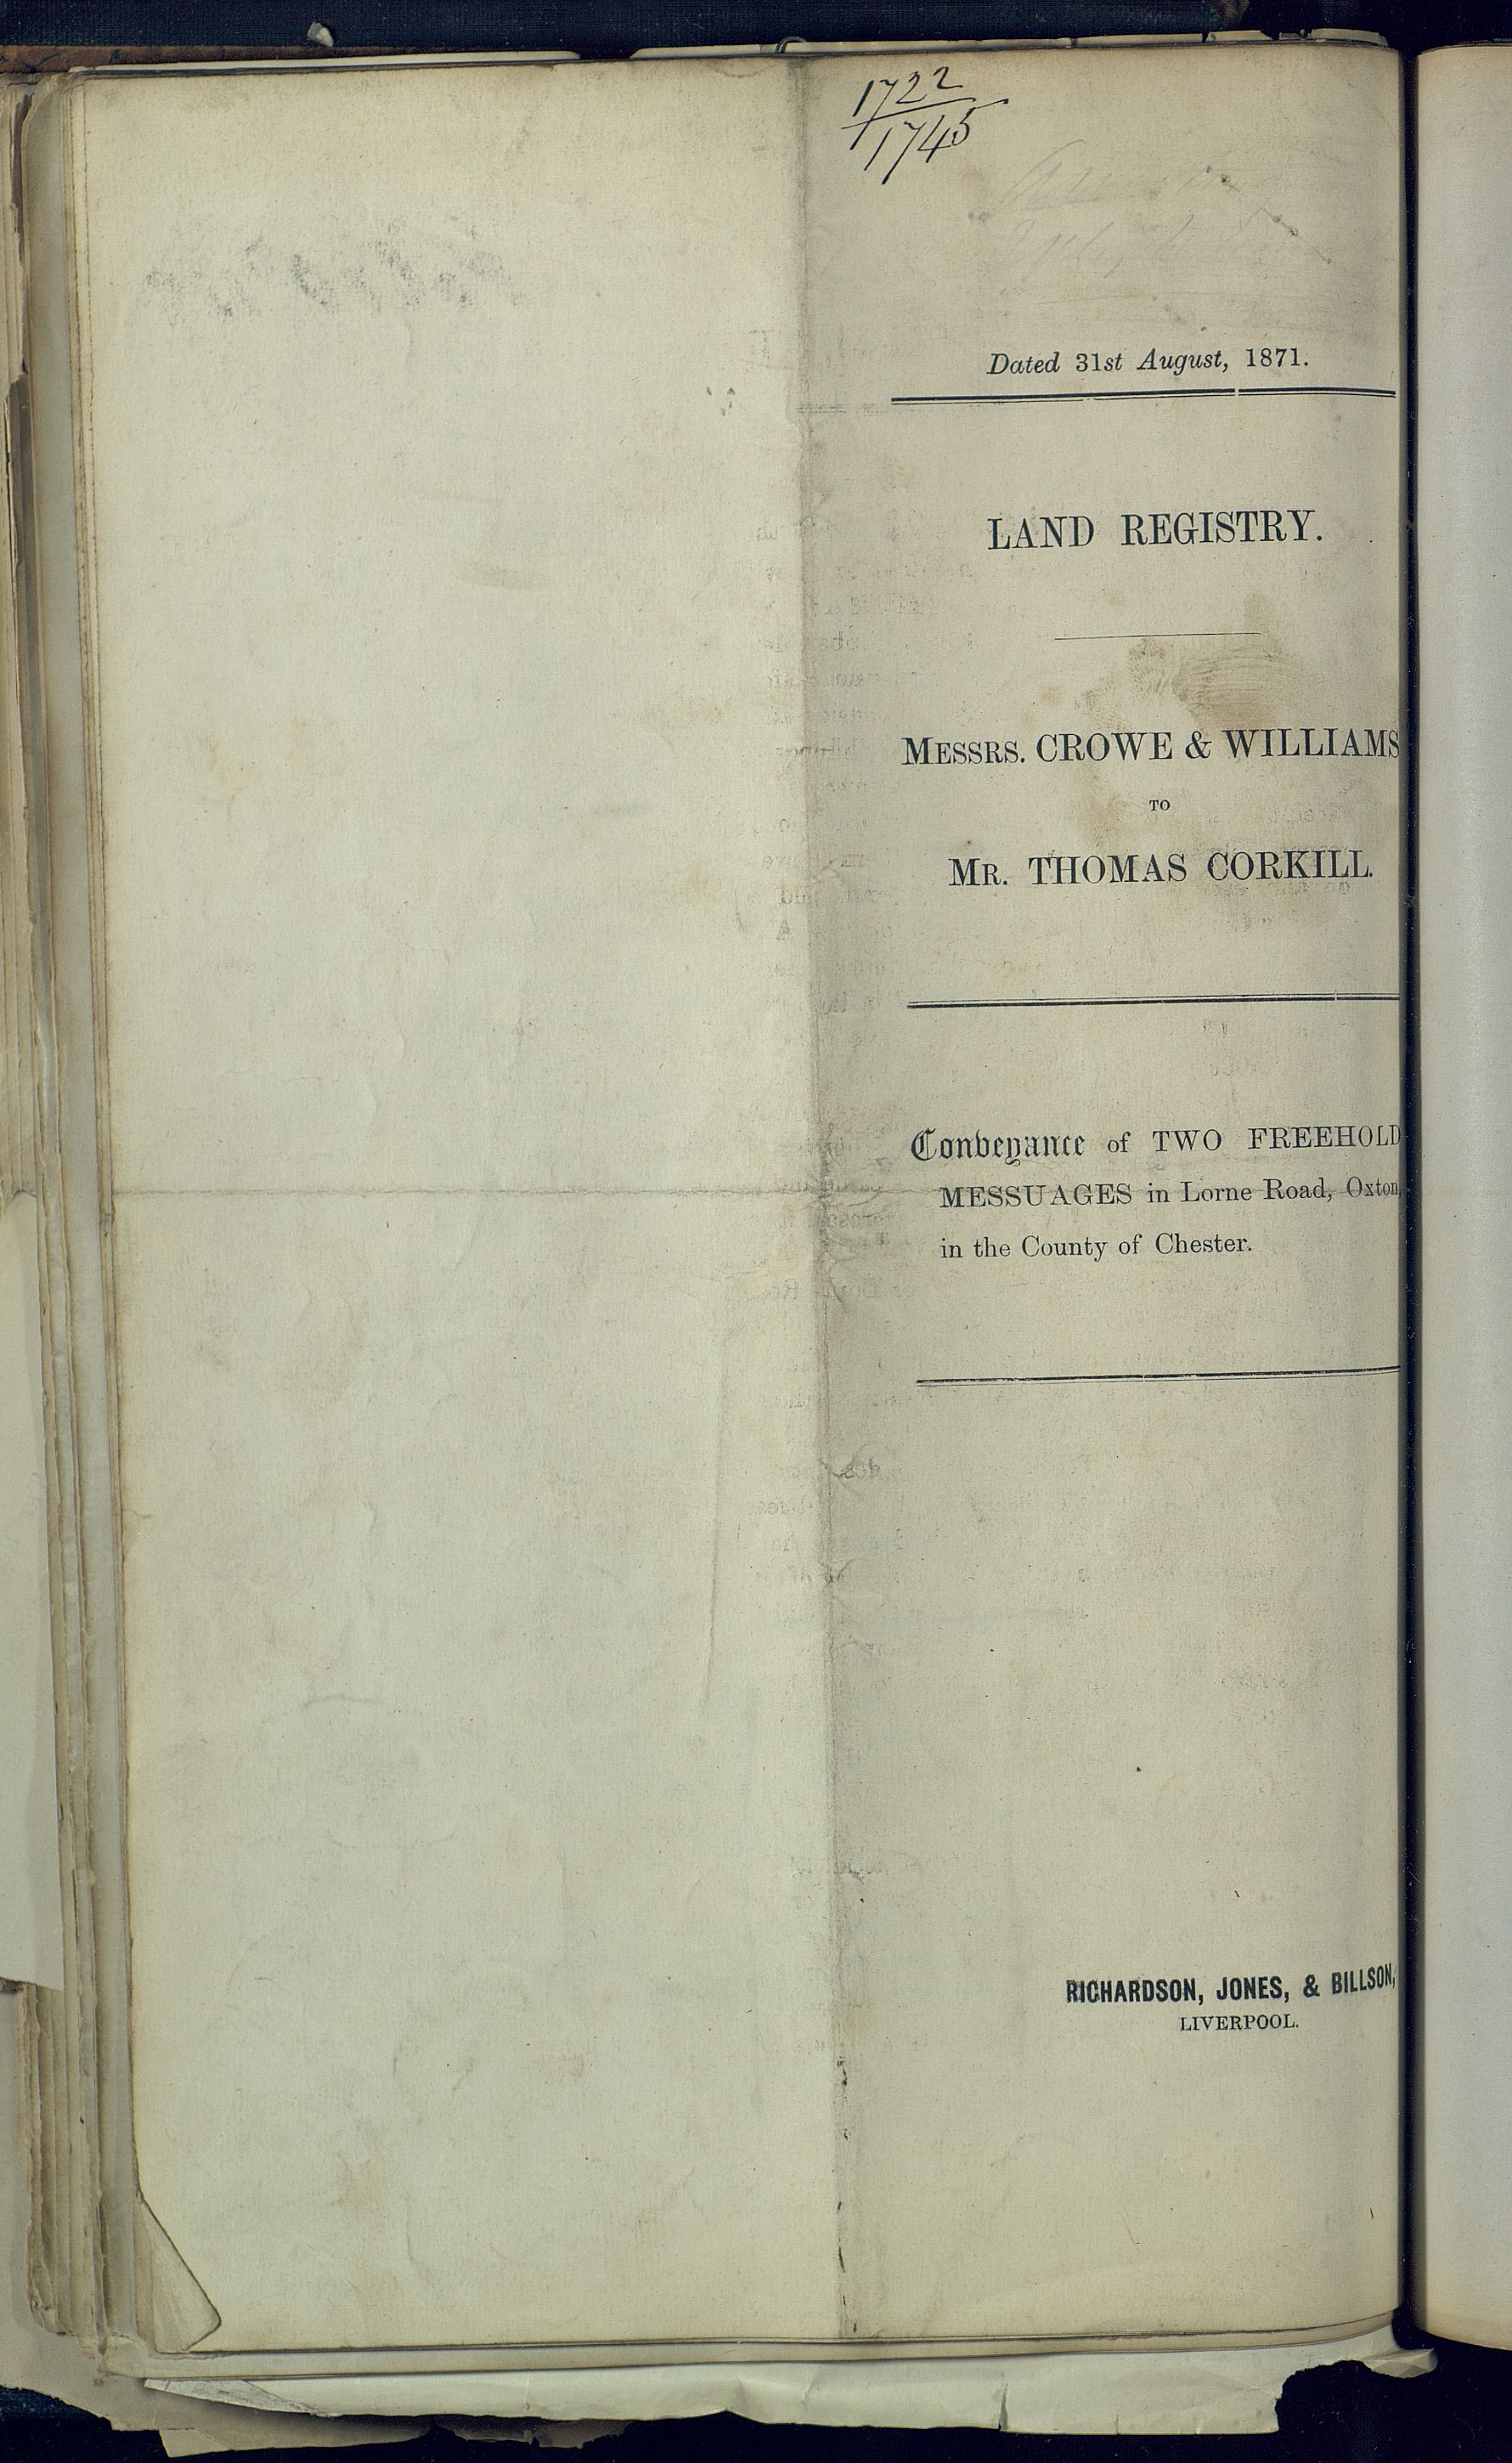 1722
1745
Dated 31st August, 1871.
LAND REGISTRY.
MESSRS. CROWE & WILLIAMS
TO
MR. THOMAS CORKILL.
Conveyance of TWO FREEHOLD
MESSUAGES in Lorne Road, Oxton,
in the County of Chester.
RICHARDSON, JONES, & BILLSON,
LIVERPOOL.